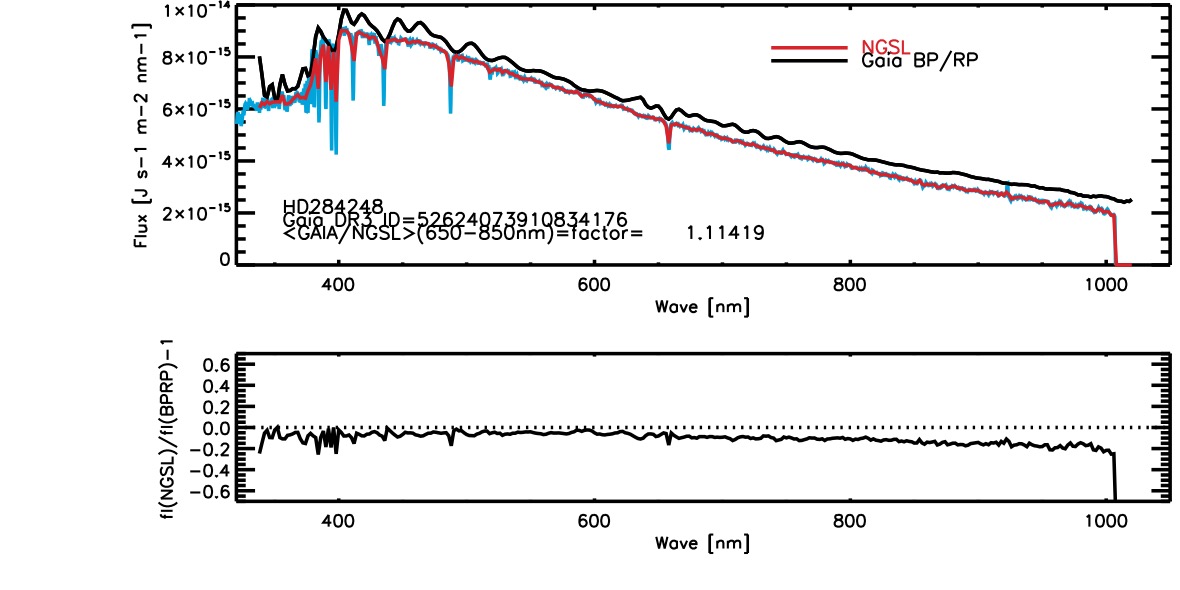 1×10−14
8×10−15
6×10−15
4×10−15
2×10−15
0
Flux [J s−1 m−2 nm−1]
NGSL
Gaia BP/RP
HD284248
Gaia DR3 ID=52624073910834176
<GAIA/NGSL>(650−850nm)=factor= 1.11419
400 600 800 1000
Wave [nm]
fl(NGSL)/fl(BPRP)−1
0.6
0.4
0.2
0.0
−0.2
−0.4
−0.6
400 600 800 1000
Wave [nm]